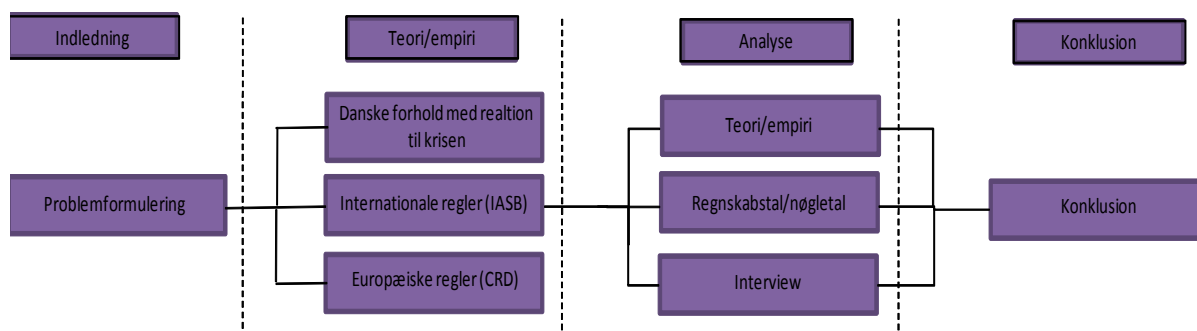 Indledning
Teori/empiri
Analyse
Konklusion
Danske forhold med realtion
til krisen
Teori/empiri
Problemformulering
Internationale regler (IASB)
Regnskabstal/nøgletal
Konklusion
Europæiske regler (CRD)
Interview